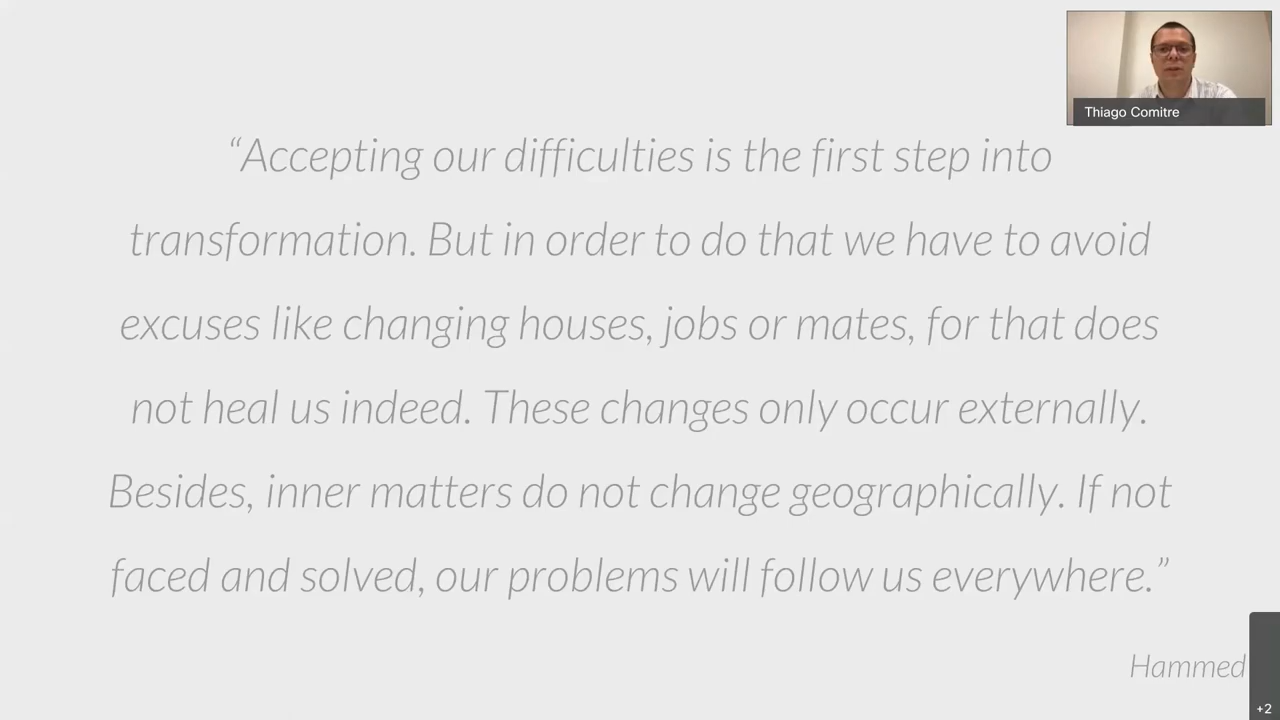 Thiago Comitre
“Accepting our difficulties is the first step into
transformation. But in order to do that we have to avoid
excuses like changing houses, jobs or mates, for that does
not heal us indeed. These changes only occur externally.
Besides, inner matters do not change geographically. If not
faced and solved, our problems will follow us everywhere.”
Hammed
+2